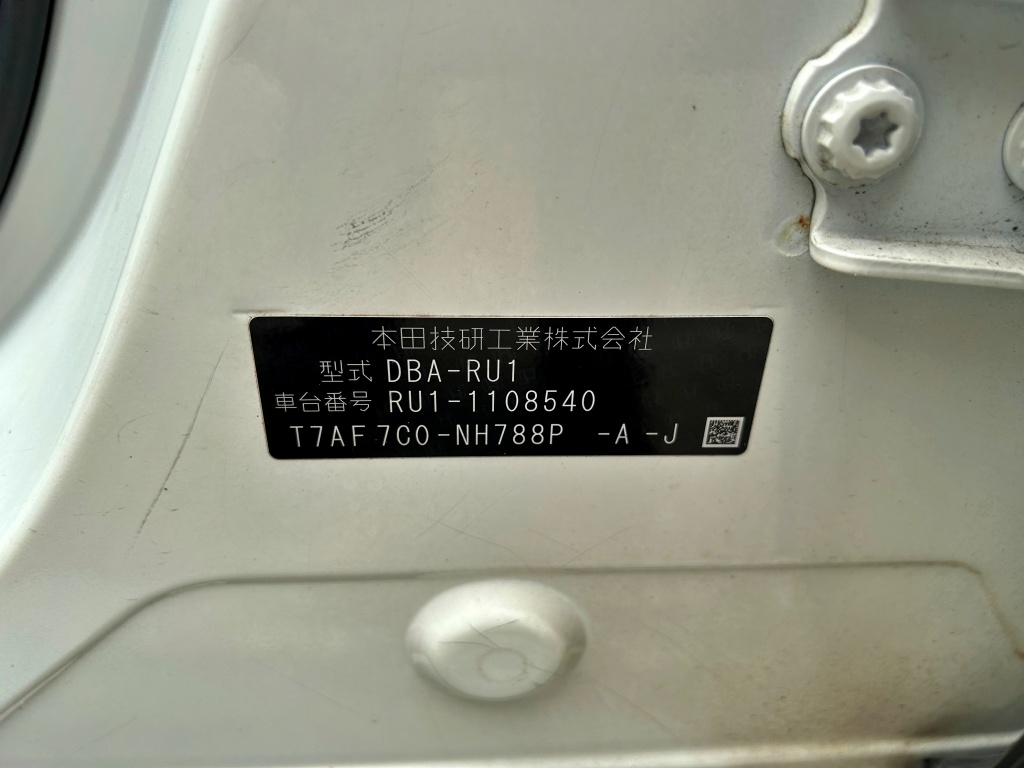 本田技研工業株式会社
型式 DBA-RU1
車台番号 RU1-1108540
T7AF7C0-NH788P -A -J